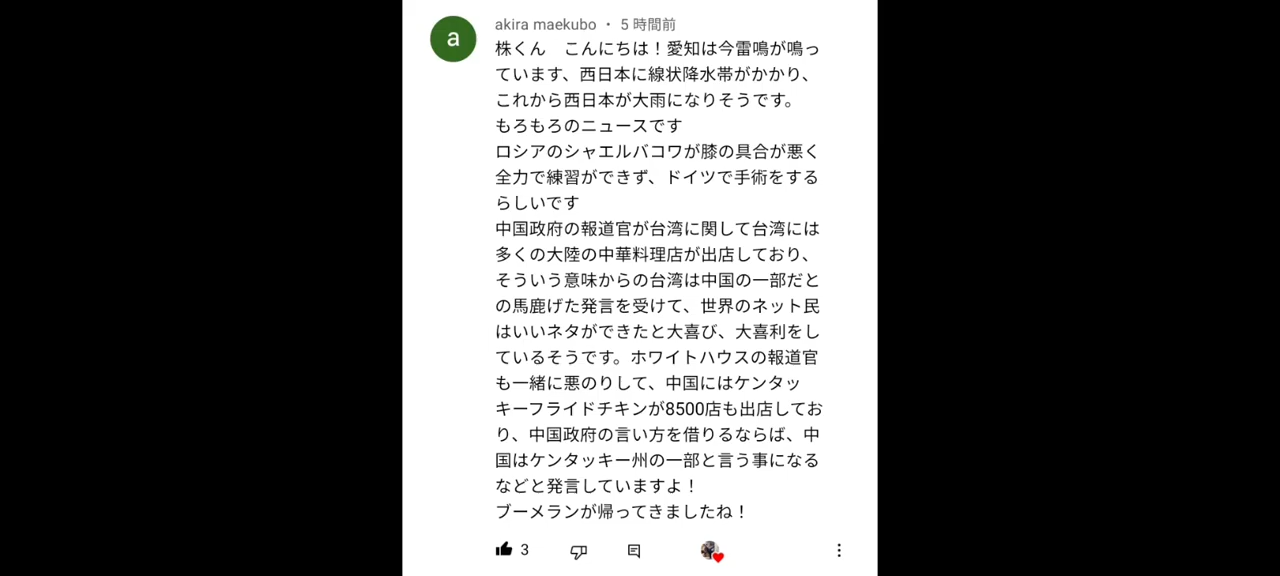 akira maekubo ・ 5 時間前
a
株くん　こんにちは！愛知は今雷鳴が鳴っ
ています、西日本に線状降水帯がかかり、
これから西日本が大雨になりそうです。
もろもろのニュースです
ロシアのシャエルバコワが膝の具合が悪く
全力で練習ができず、ドイツで手術をする
らしいです
中国政府の報道官が台湾に関して台湾には
多くの大陸の中華料理店が出店しており、
そういう意味からの台湾は中国の一部だと
の馬鹿げた発言を受けて、世界のネット民
はいいネタができたと大喜び、大喜利をし
ているそうです。ホワイトハウスの報道官
も一緒に悪のりして、中国にはケンタッ
キーフライドチキンが8500店も出店してお
り、中国政府の言い方を借りるならば、中
国はケンタッキー州の一部と言う事になる
などと発言していますよ！
ブーメランが帰ってきましたね！
3